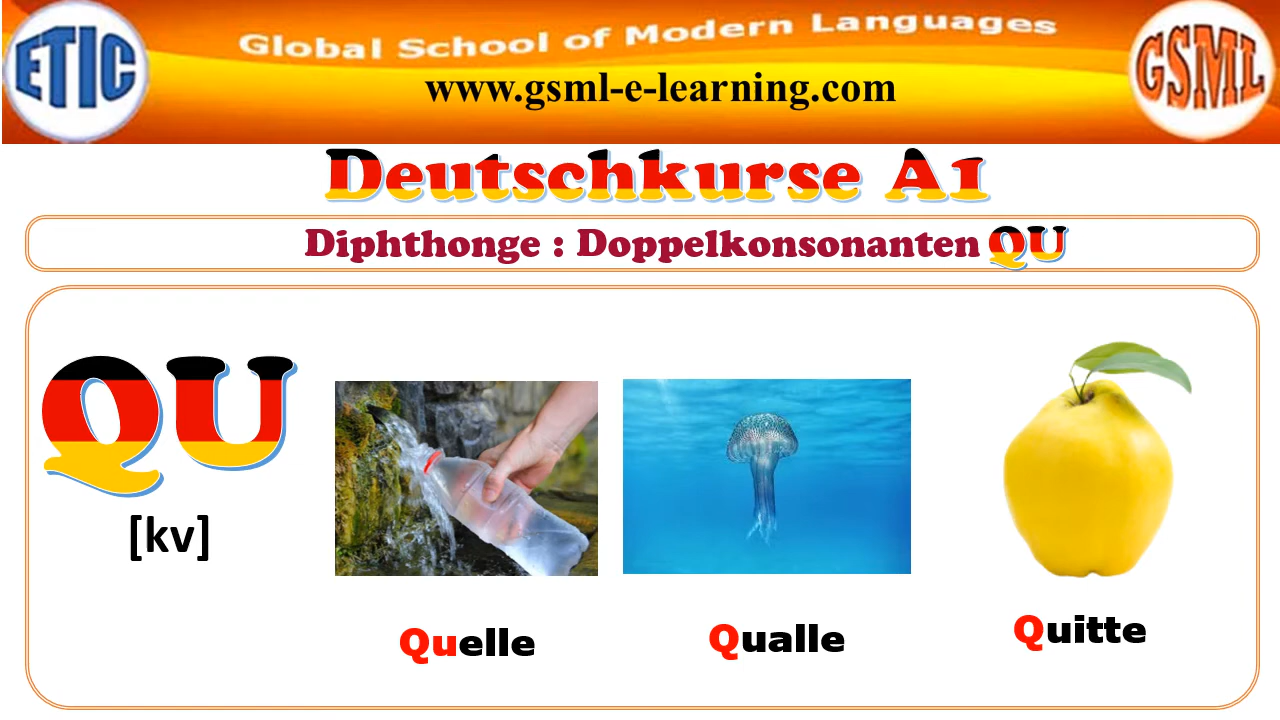 ETIC
Global School of Modern Languages
GSML
www.gsml-e-learning.com
Deutschkurse A1
Diphthonge : Doppelkonsonanten QU
QU
[kv]
Quelle
Qualle
Quitte